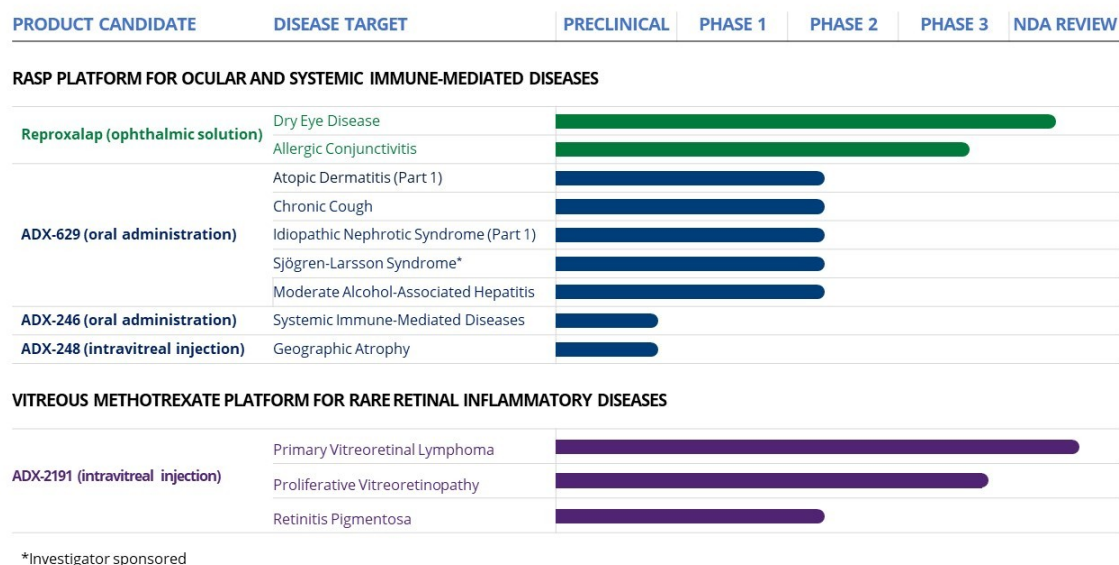 PRODUCT CANDIDATE DISEASE TARGET PRECLINICAL PHASE 1 PHASE 2 PHASE 3 NDA REVIEW
RASP PLATFORM FOR OCULAR AND SYSTEMIC IMMUNE-MEDIATED DISEASES
Reproxalap (ophthalmic solution)
Dry Eye Disease
Allergic Conjunctivitis
ADX-629 (oral administration)
Atopic Dermatitis (Part 1)
Chronic Cough
Idiopathic Nephrotic Syndrome (Part 1)
Sjögren-Larsson Syndrome*
Moderate Alcohol-Associated Hepatitis
ADX-246 (oral administration) Systemic Immune-Mediated Diseases
ADX-248 (intravitreal injection) Geographic Atrophy
VITREOUS METHOTREXATE PLATFORM FOR RARE RETINAL INFLAMMATORY DISEASES
ADX-2191 (intravitreal injection)
Primary Vitreoretinal Lymphoma
Proliferative Vitreoretinopathy
Retinitis Pigmentosa
*Investigator sponsored